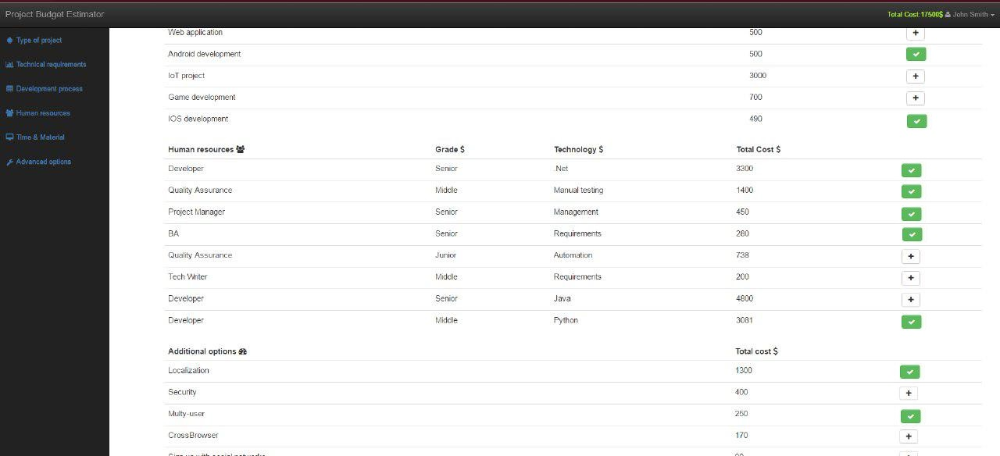 Project Budget Estimator
Total Cost:17500$ John Smith
Type of project
Technical requirements
Development process
Human resources
Time & Material
Advanced options
Web application 500
Android development 500
IoT project 3000
Game development 700
IOS development 490
Human resources Grade $ Technology $ Total Cost $
Developer Senior .Net 3300
Quality Assurance Middle Manual testing 1400
Project Manager Senior Management 450
BA Senior Requirements 280
Quality Assurance Junior Automation 738
Tech Writer Middle Requirements 200
Developer Senior Java 4800
Developer Middle Python 3081
Additional options Total cost $
Localization 1300
Security 400
Multy-user 250
CrossBrowser 170